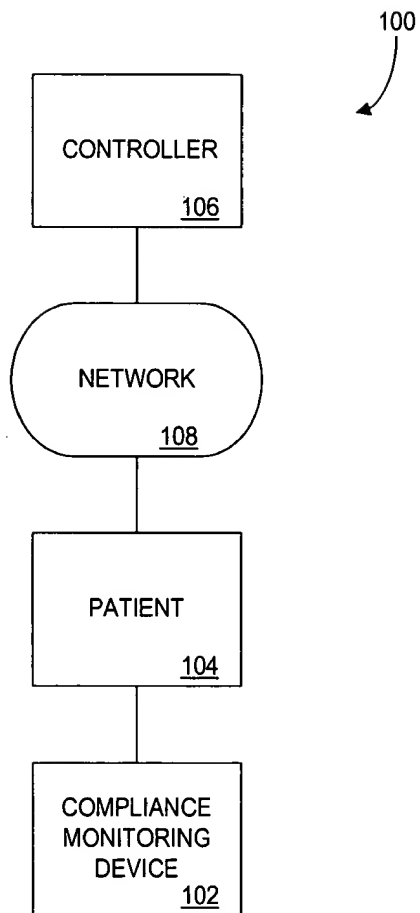 100
CONTROLLER
106
NETWORK
108
PATIENT
104
COMPLIANCE
MONITORING
DEVICE
102